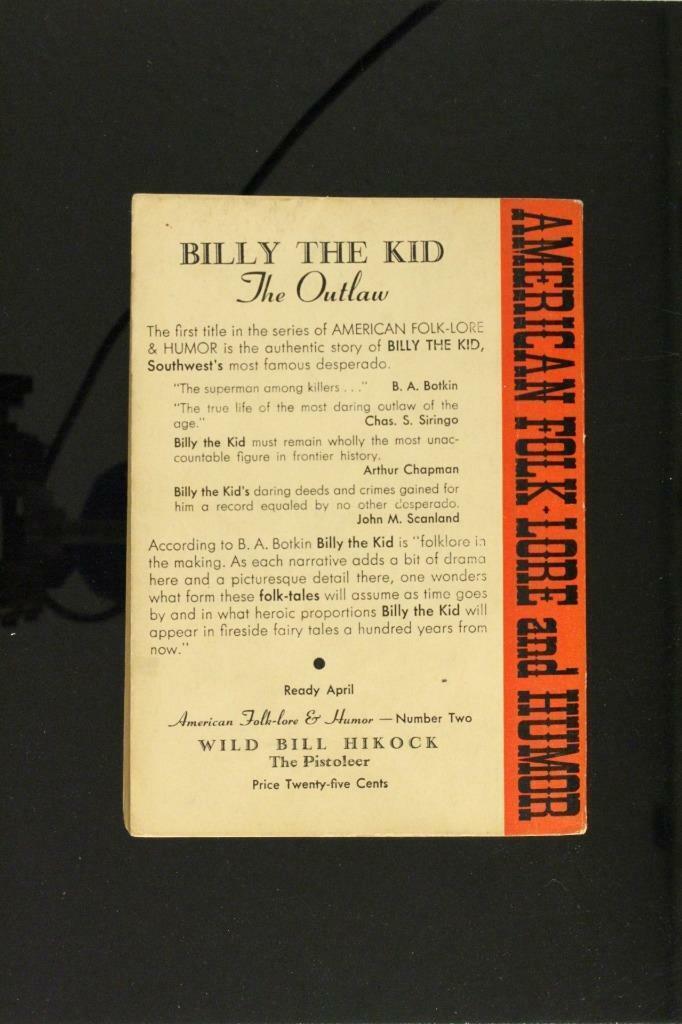 BILLY THE KID
The Outlaw
The first title in the series of AMERICAN FOLK-LORE
& HUMOR is the authentic story of BILLY THE KID,
Southwest's most famous desperado.
"The superman among killers . . ." B. A. Botkin
"The true life of the most daring outlaw of the
age." Chas. S. Siringo
Billy the Kid must remain wholly the most unac-
countable figure in frontier history.
Arthur Chapman
Billy the Kid's daring deeds and crimes gained for
him a record equaled by no other desperado.
John M. Scanland
According to B. A. Botkin Billy the Kid is "folklore in
the making. As each narrative adds a bit of drama
here and a picturesque detail there, one wonders
what form these folk-tales will assume as time goes
by and in what heroic proportions Billy the Kid will
appear in fireside fairy tales a hundred years from
now."
Ready April
American Folk-lore & Humor — Number Two
WILD BILL HIKOCK
The Pistoleer
Price Twenty-five Cents
AMERICAN FOLK-LORE and HUMOR